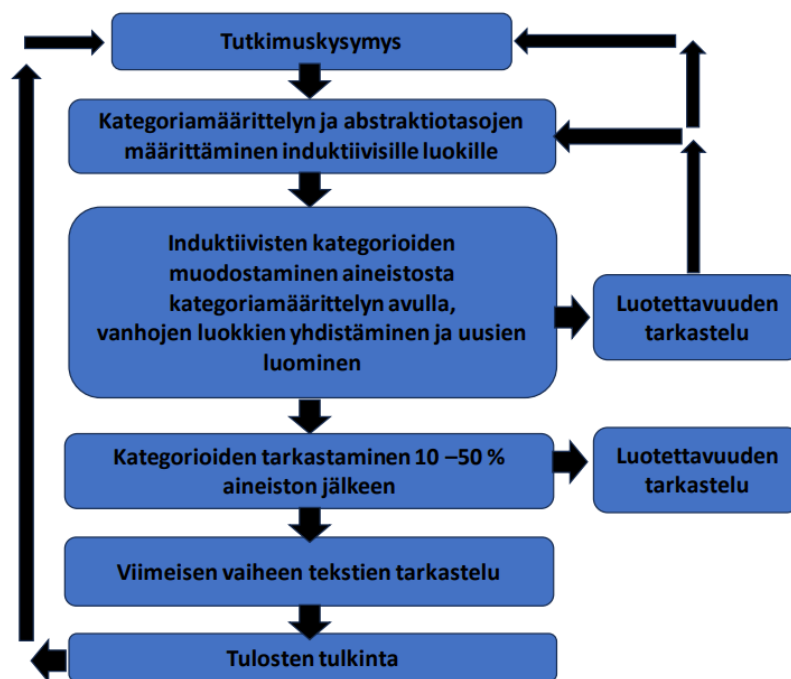 Tutkimuskysymys
Kategoriamäärittelyn ja abstraktiotasojen
määrittäminen induktiivisille luokille
Induktiivisten kategorioiden
muodostaminen aineistosta
kategoriamäärittelyn avulla,
vanhojen luokkien yhdistäminen ja uusien
luominen
Luotettavuuden
tarkastelu
Kategorioiden tarkastaminen 10 –50 %
aineiston jälkeen
Luotettavuuden
tarkastelu
Viimeisen vaiheen tekstien tarkastelu
Tulosten tulkinta